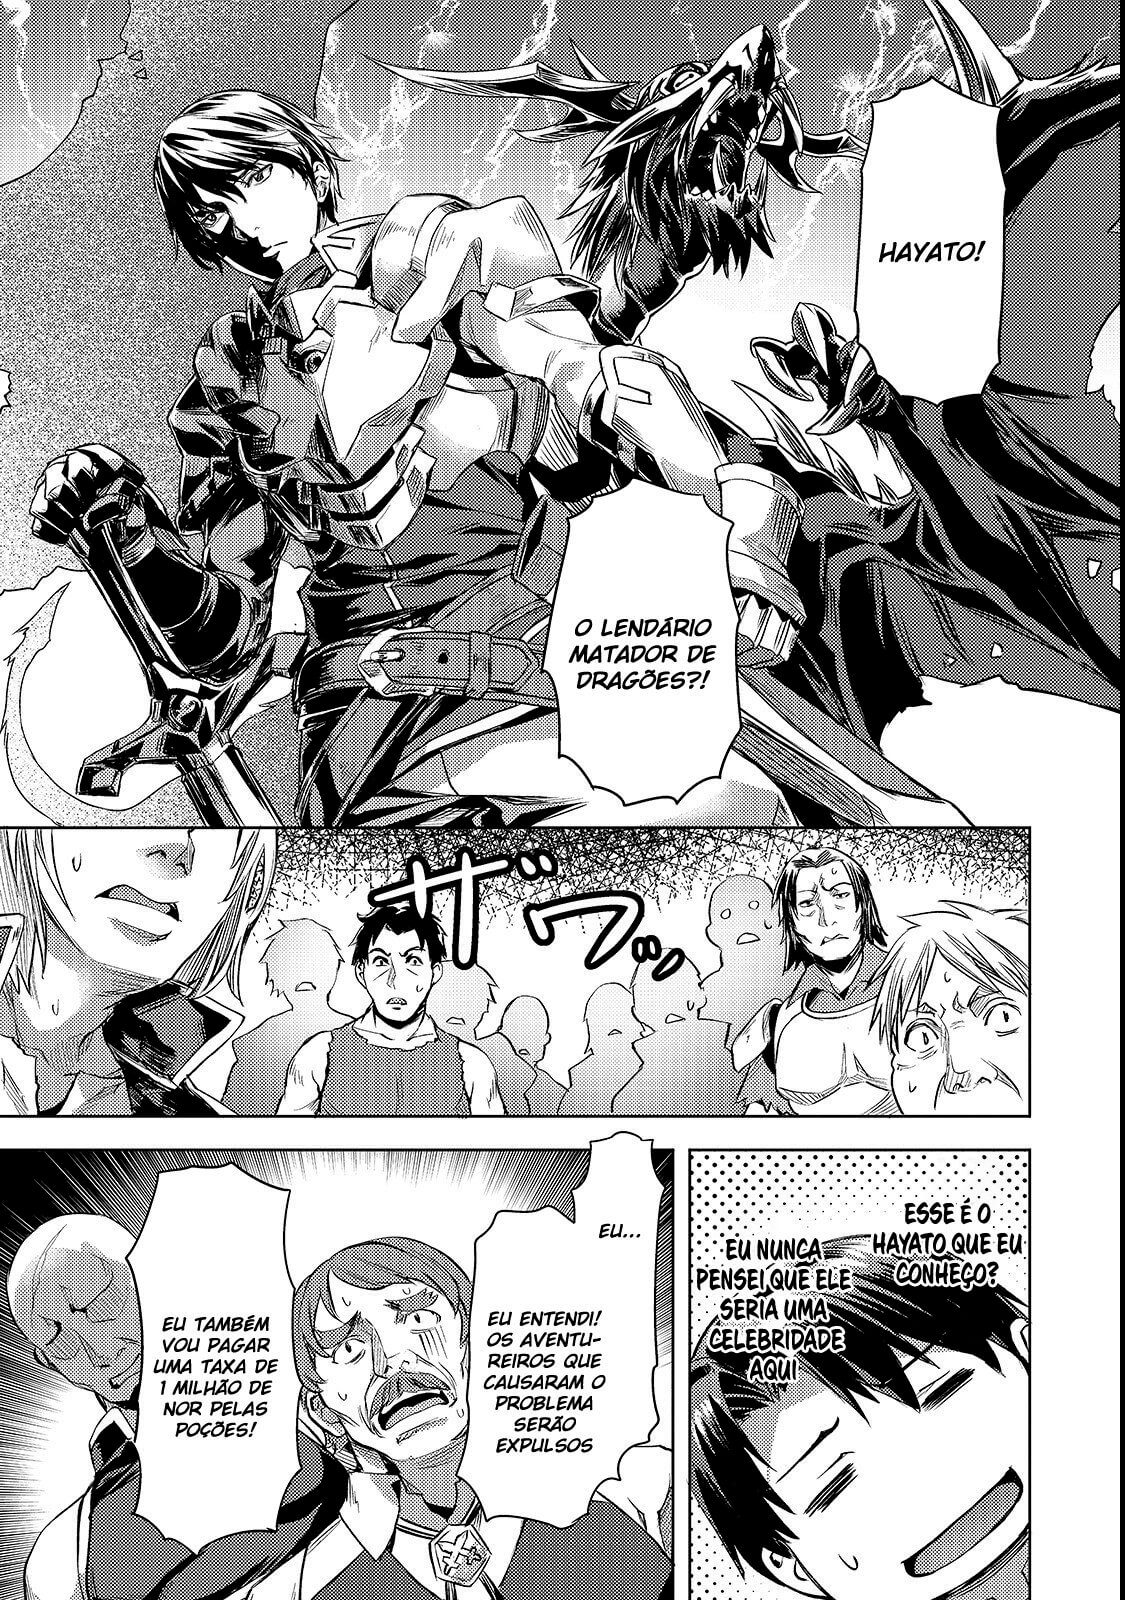 HAYATO!
O LENDÁRIO
MATADOR DE
DRAGÕES?!
ザワッ
ESSE É O
HAYATO QUE EU
CONHEÇO?
EU NUNCA
PENSEI QUE ELE
SERIA UMA
CELEBRIDADE
AQUI
EU...
EU ENTENDI!
OS AVENTU-
REIROS QUE
CAUSARAM O
PROBLEMA
SERÃO
EXPULSOS
EU TAMBÉM
VOU PAGAR
UMA TAXA DE
1 MILHÃO DE
NOR PELAS
POÇÕES!